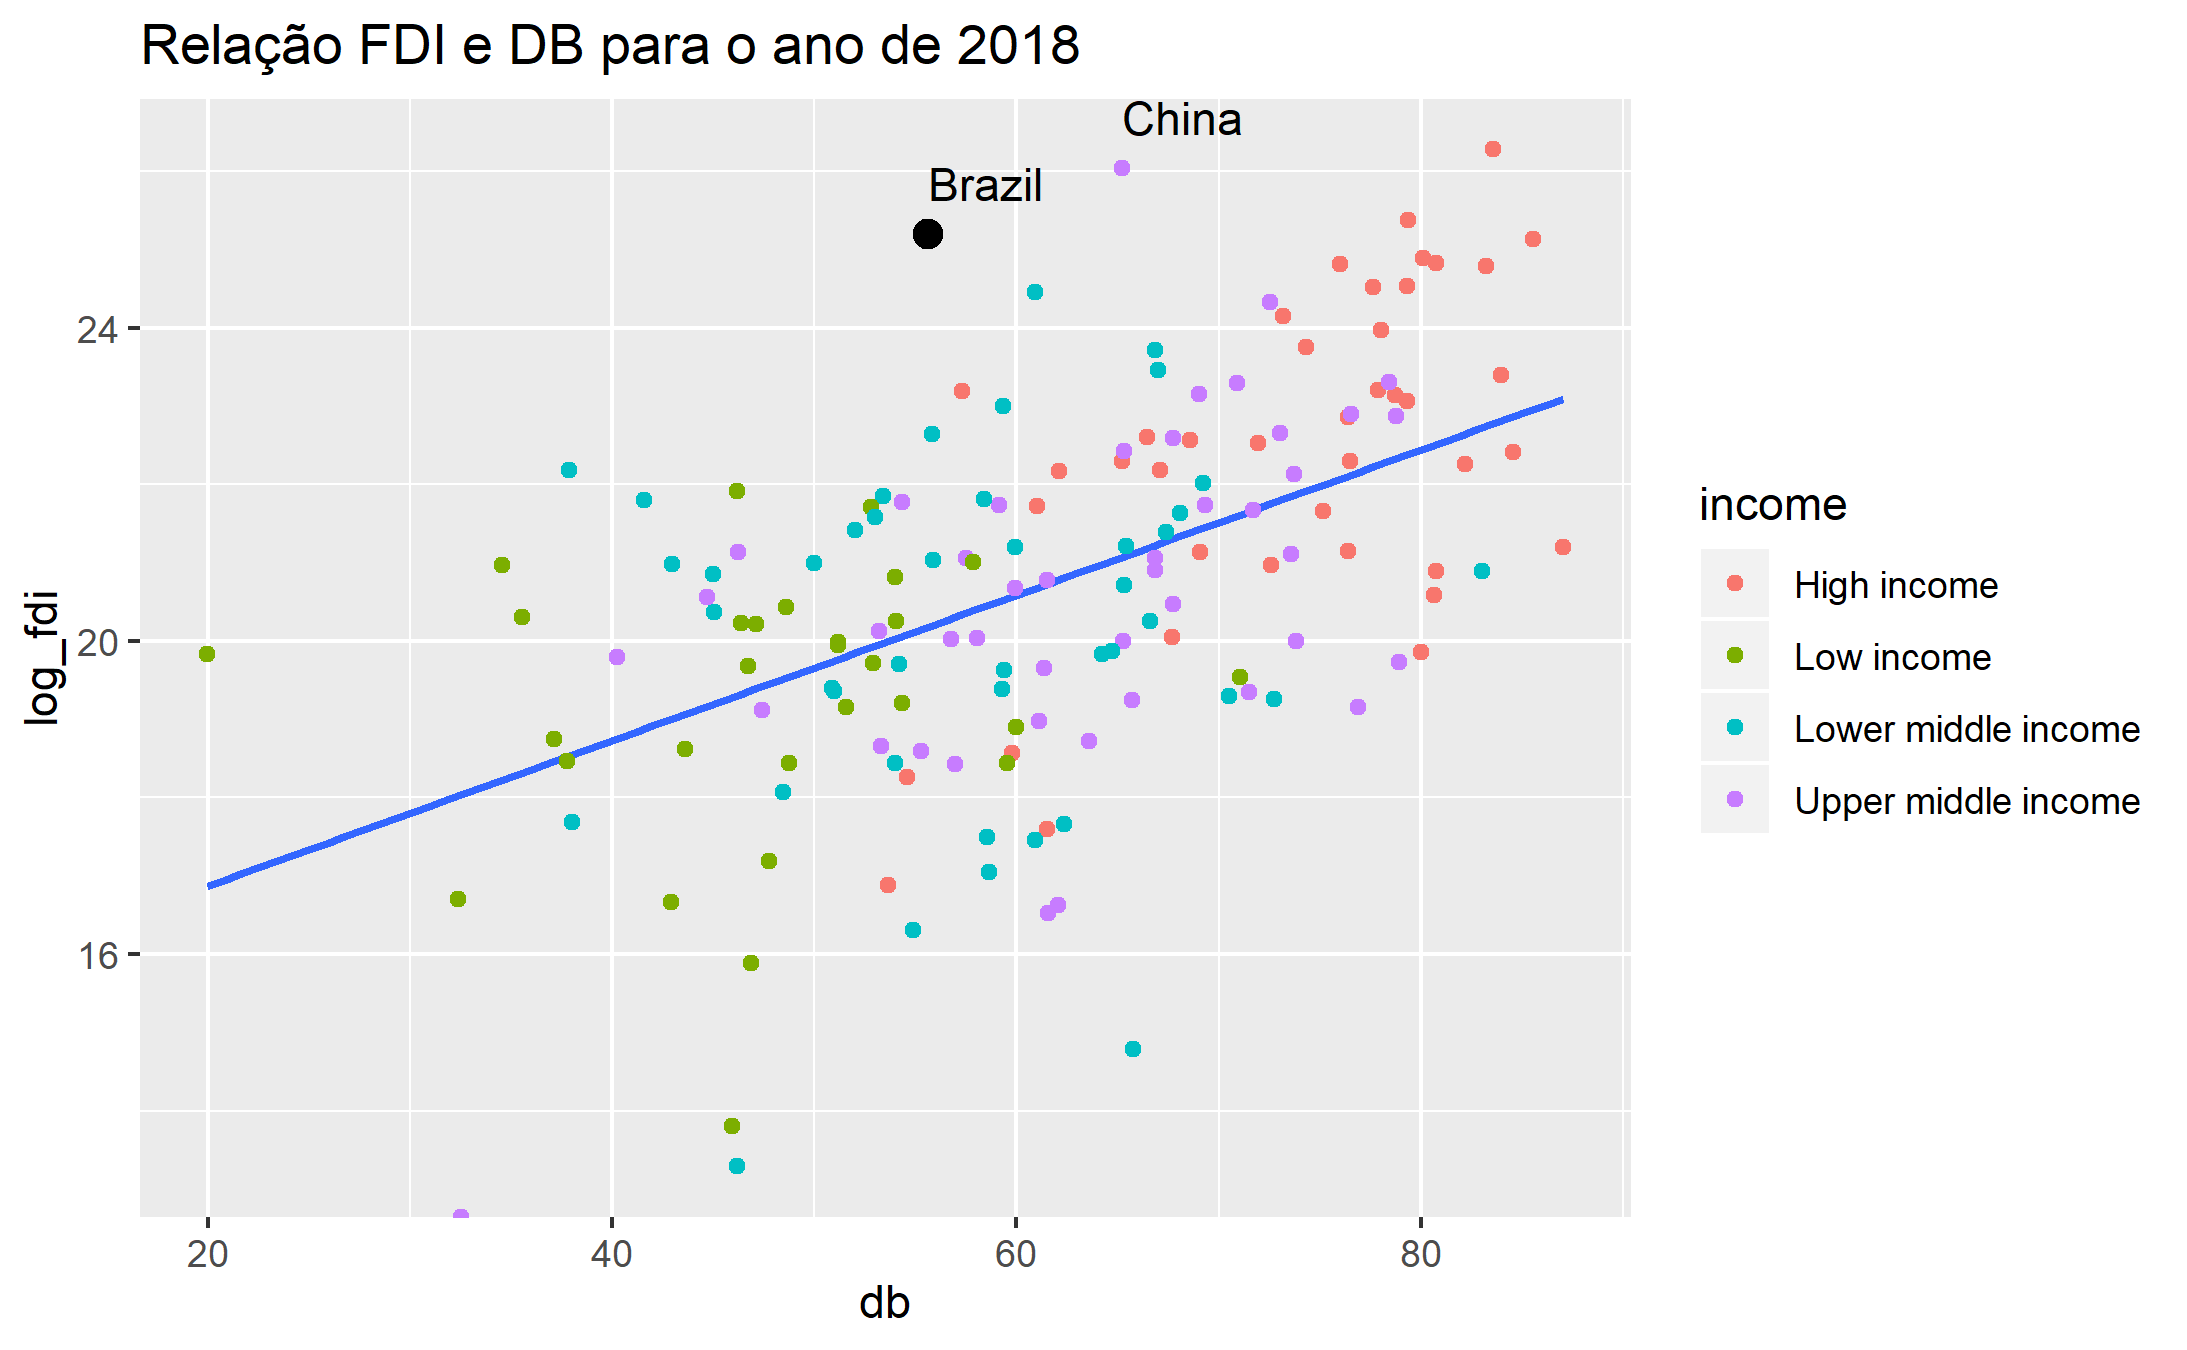 Relação FDI e DB para o ano de 2018
China
Brazil
24
20
16
log_fdi
20 40 60 80
db
income
High income
Low income
Lower middle income
Upper middle income